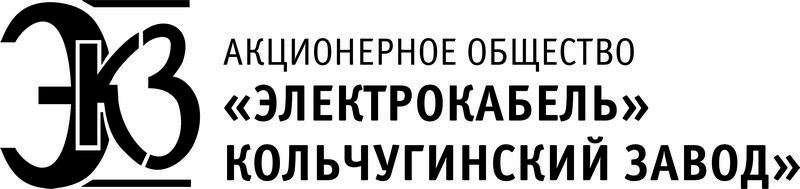 ЭКЗ
АКЦИОНЕРНОЕ ОБЩЕСТВО
«ЭЛЕКТРОКАБЕЛЬ»
КОЛЬЧУГИНСКИЙ ЗАВОД»